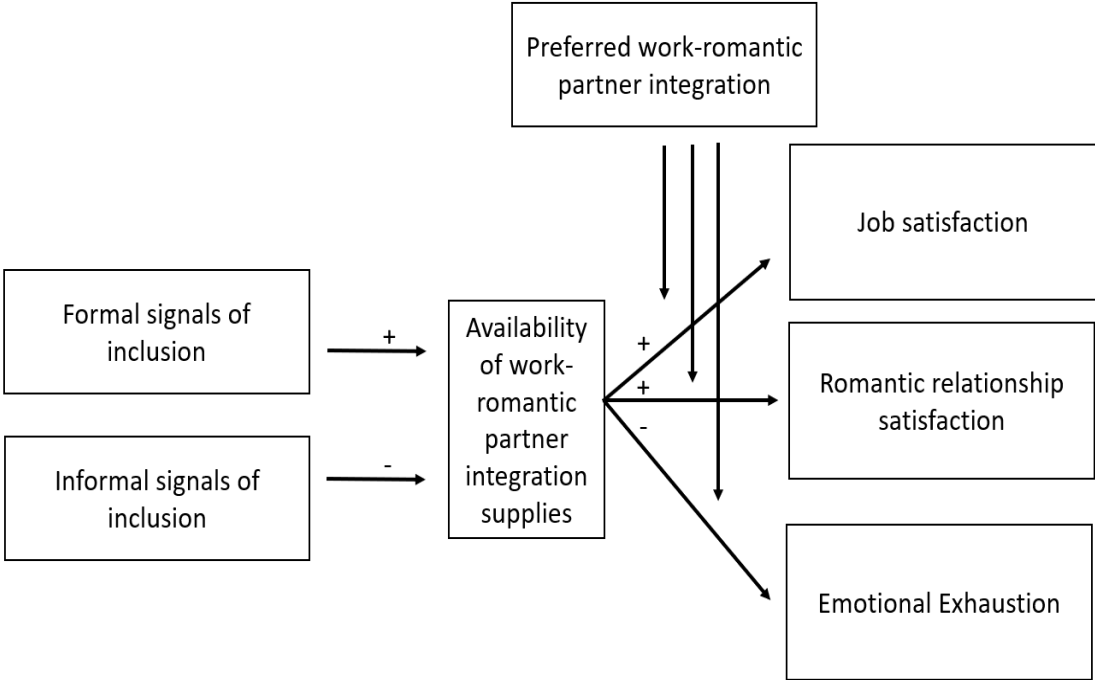 Preferred work-romantic
partner integration
Job satisfaction
Formal signals of
inclusion
+
Availability
of work-
romantic
partner
integration
supplies
+
+
-
Romantic relationship
satisfaction
Informal signals of
inclusion
-
Emotional Exhaustion